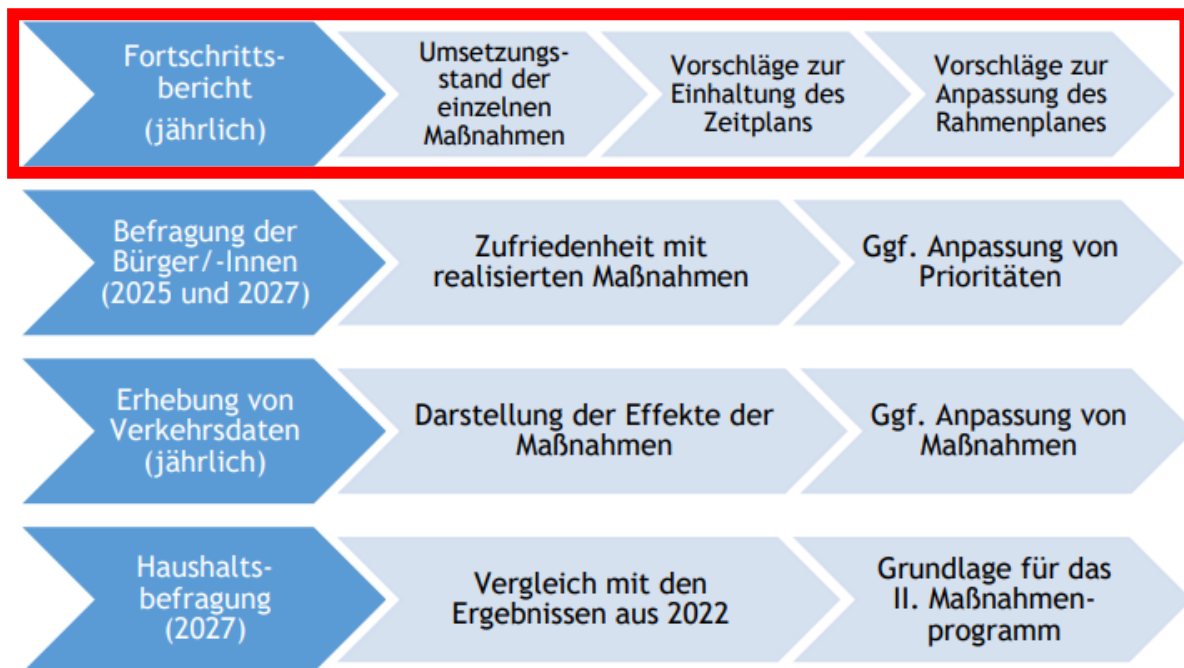 Fortschritts-
bericht
(jährlich)
Umsetzungs-
stand der
einzelnen
Maßnahmen
Vorschläge zur
Einhaltung des
Zeitplans
Vorschläge zur
Anpassung des
Rahmenplanes
Befragung der
Bürger/-Innen
(2025 und 2027)
Zufriedenheit mit
realisierten Maßnahmen
Ggf. Anpassung von
Prioritäten
Erhebung von
Verkehrsdaten
(jährlich)
Darstellung der Effekte der
Maßnahmen
Ggf. Anpassung von
Maßnahmen
Haushalts-
befragung
(2027)
Vergleich mit den
Ergebnissen aus 2022
Grundlage für das
II. Maßnahmen-
programm